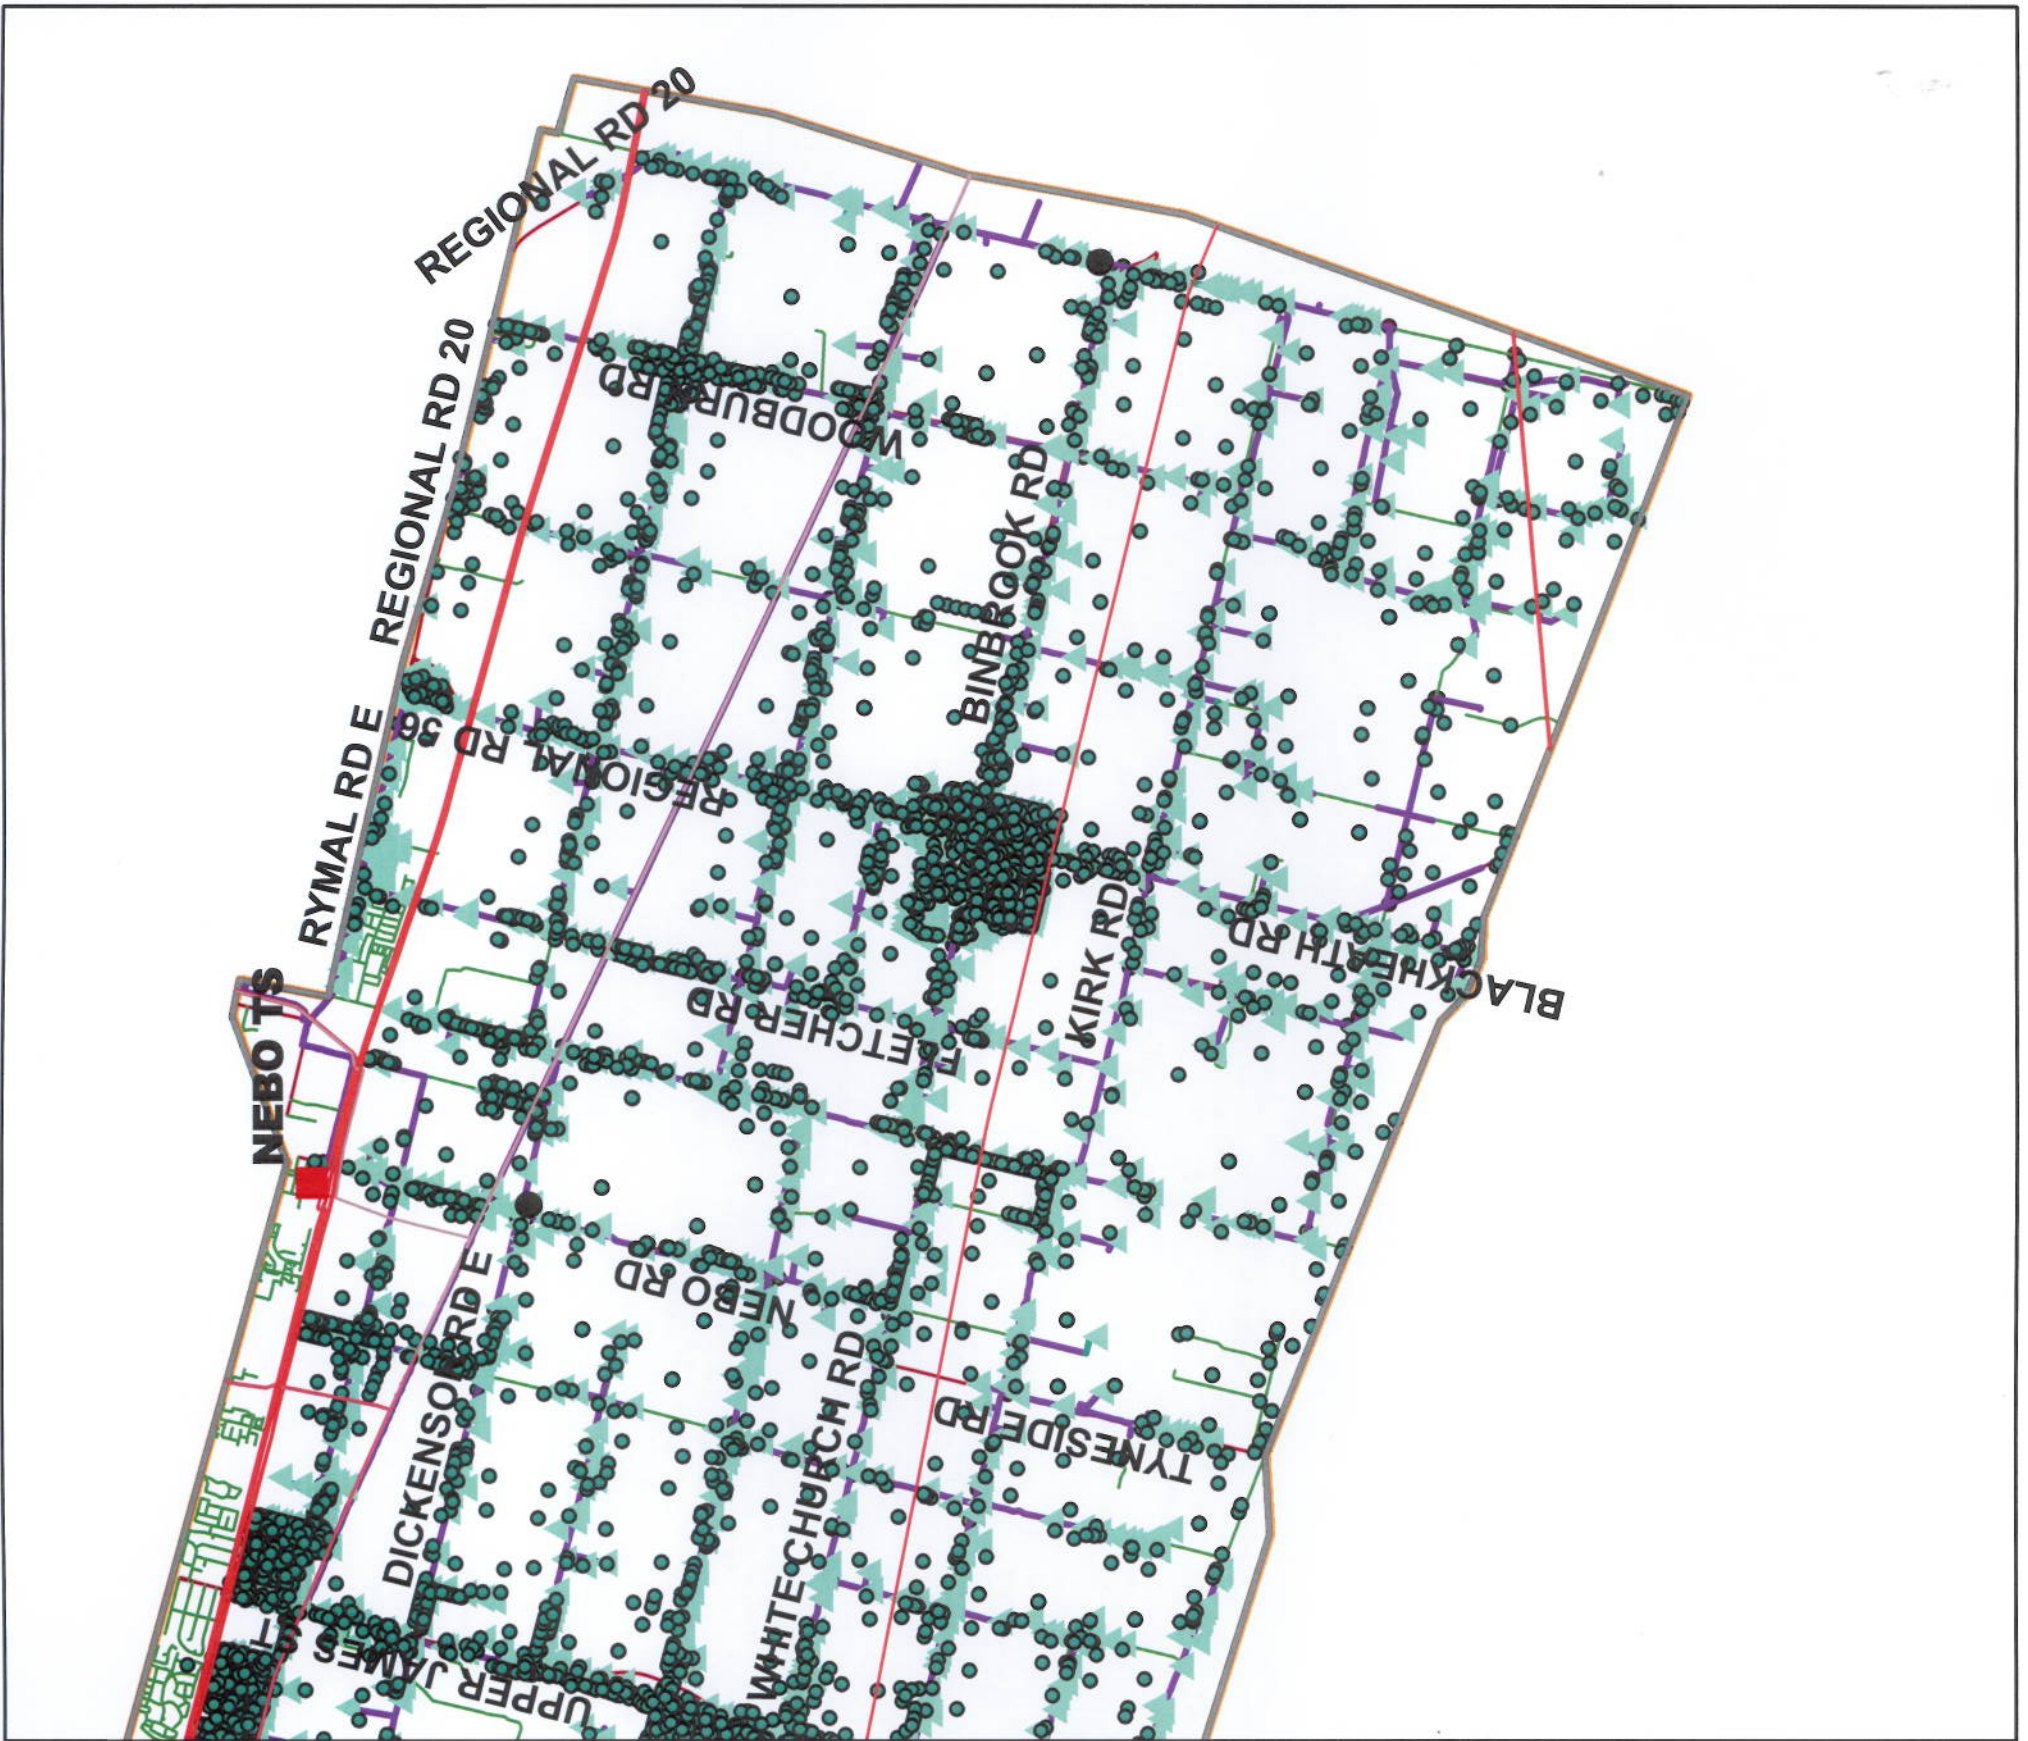 REGIONAL RD 20
REGIONAL RD 20
WOODBURN RD
BINBROOK RD
REGIONAL RD 56
RYMAL RD E
BLACKHEATH RD
KIRK RD
FLETCHER RD
NEBO TS
NEBO RD
DICKENSON RD E
WHITE CHURCH RD
TYNESIDE RD
UPPER JAMES ST